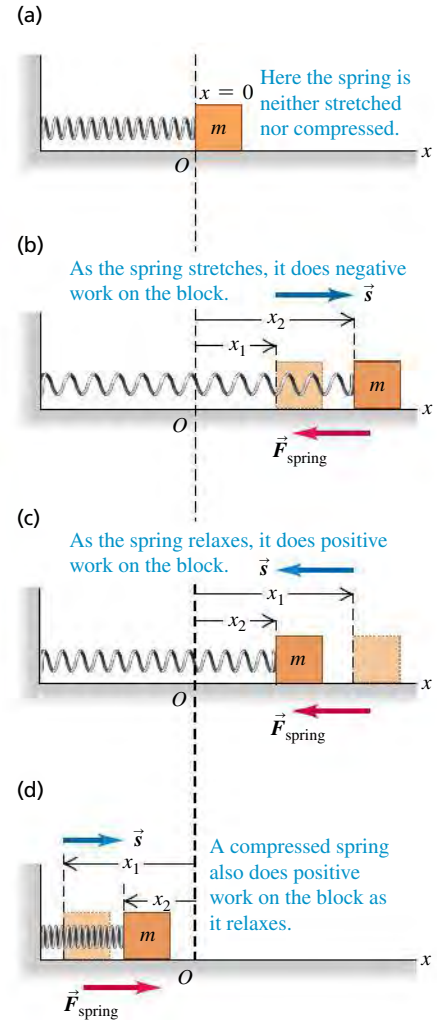 (a)
x = 0
Here the spring is
neither stretched
nor compressed.
m
x
O
(b)
As the spring stretches, it does negative
work on the block.
s
x2
x1
m
x
O
Fspring
(c)
As the spring relaxes, it does positive
work on the block.
s
x1
x2
m
x
O
Fspring
(d)
s
x1
A compressed spring
also does positive
work on the block as
it relaxes.
x2
m
x
O
Fspring